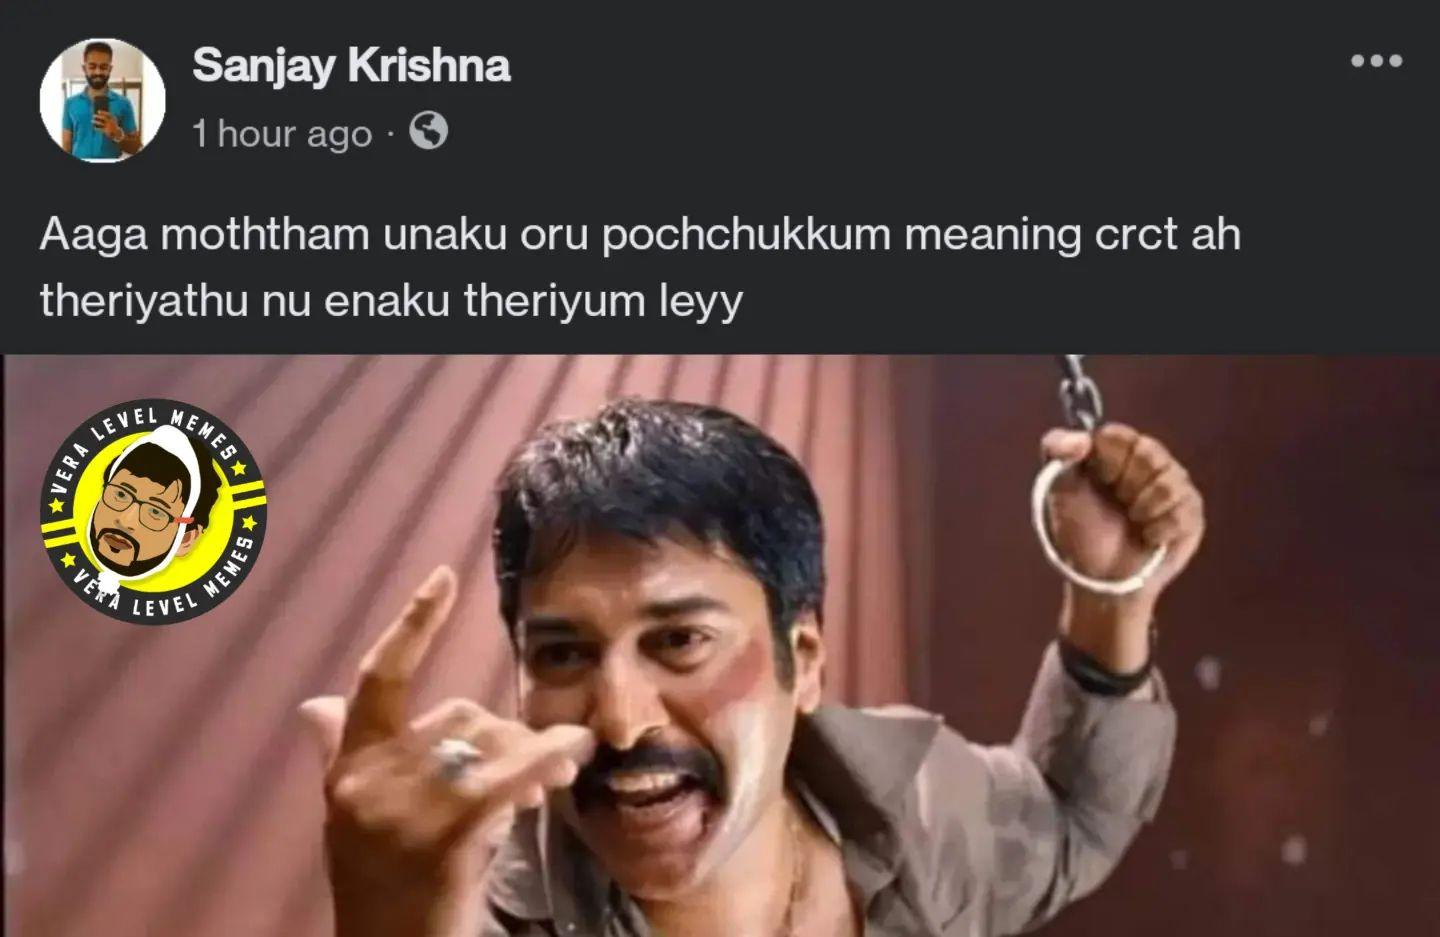 Sanjay Krishna
1 hour ago ·
Aaga moththam unaku oru pochchukkum meaning crct ah
theriyathu nu enaku theriyum leyy
VERA LEVEL MEMES
VERA LEVEL MEMES